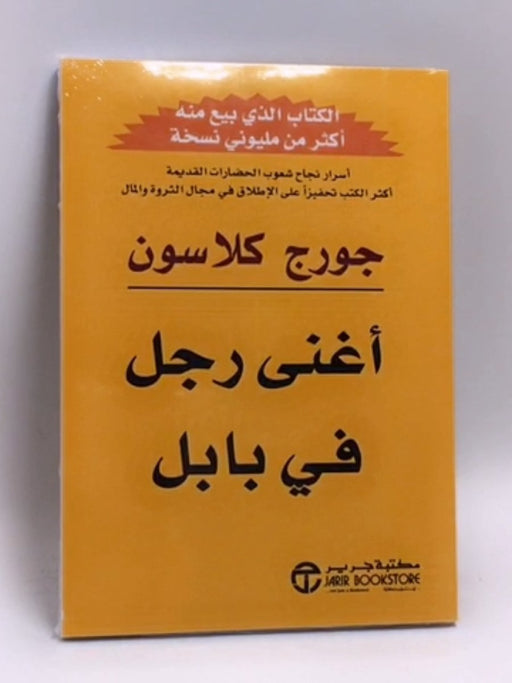 الكتاب الذي بيع منه
أكثر من مليوني نسخة
أسرار نجاح شعوب الحضارات القديمة
أكثر الكتب تحفيزاً على الإطلاق في مجال الثروة والمال
جورج كلاسون
أغنى رجل
في بابل
مكتبة جرير
JARIR BOOKSTORE